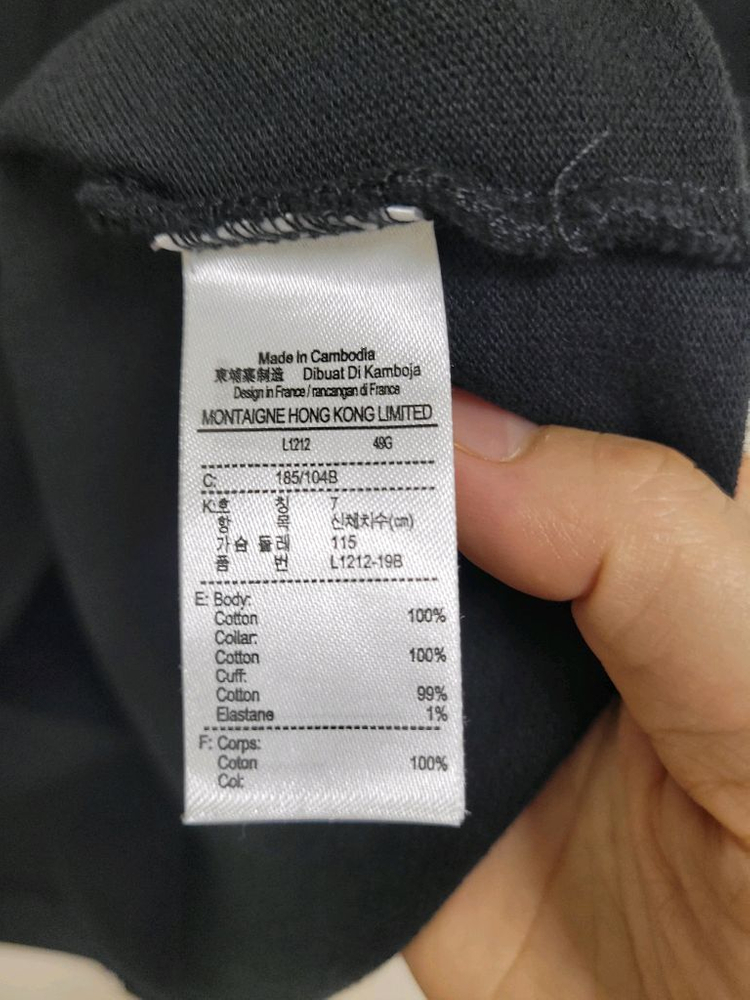 Made In Cambodia
柬埔寨制造 Dibuat Di Kamboja
Design in France / rancangan di France
MONTAIGNE HONG KONG LIMITED
L1212 49G
C: 185/104B
K:호 칭 7
항 목 신체치수(㎝)
가슴 둘레 115
품 번 L1212-19B
E: Body:
Cotton 100%
Collar:
Cotton 100%
Cuff:
Cotton 99%
Elastane 1%
F: Corps:
Coton 100%
Col: